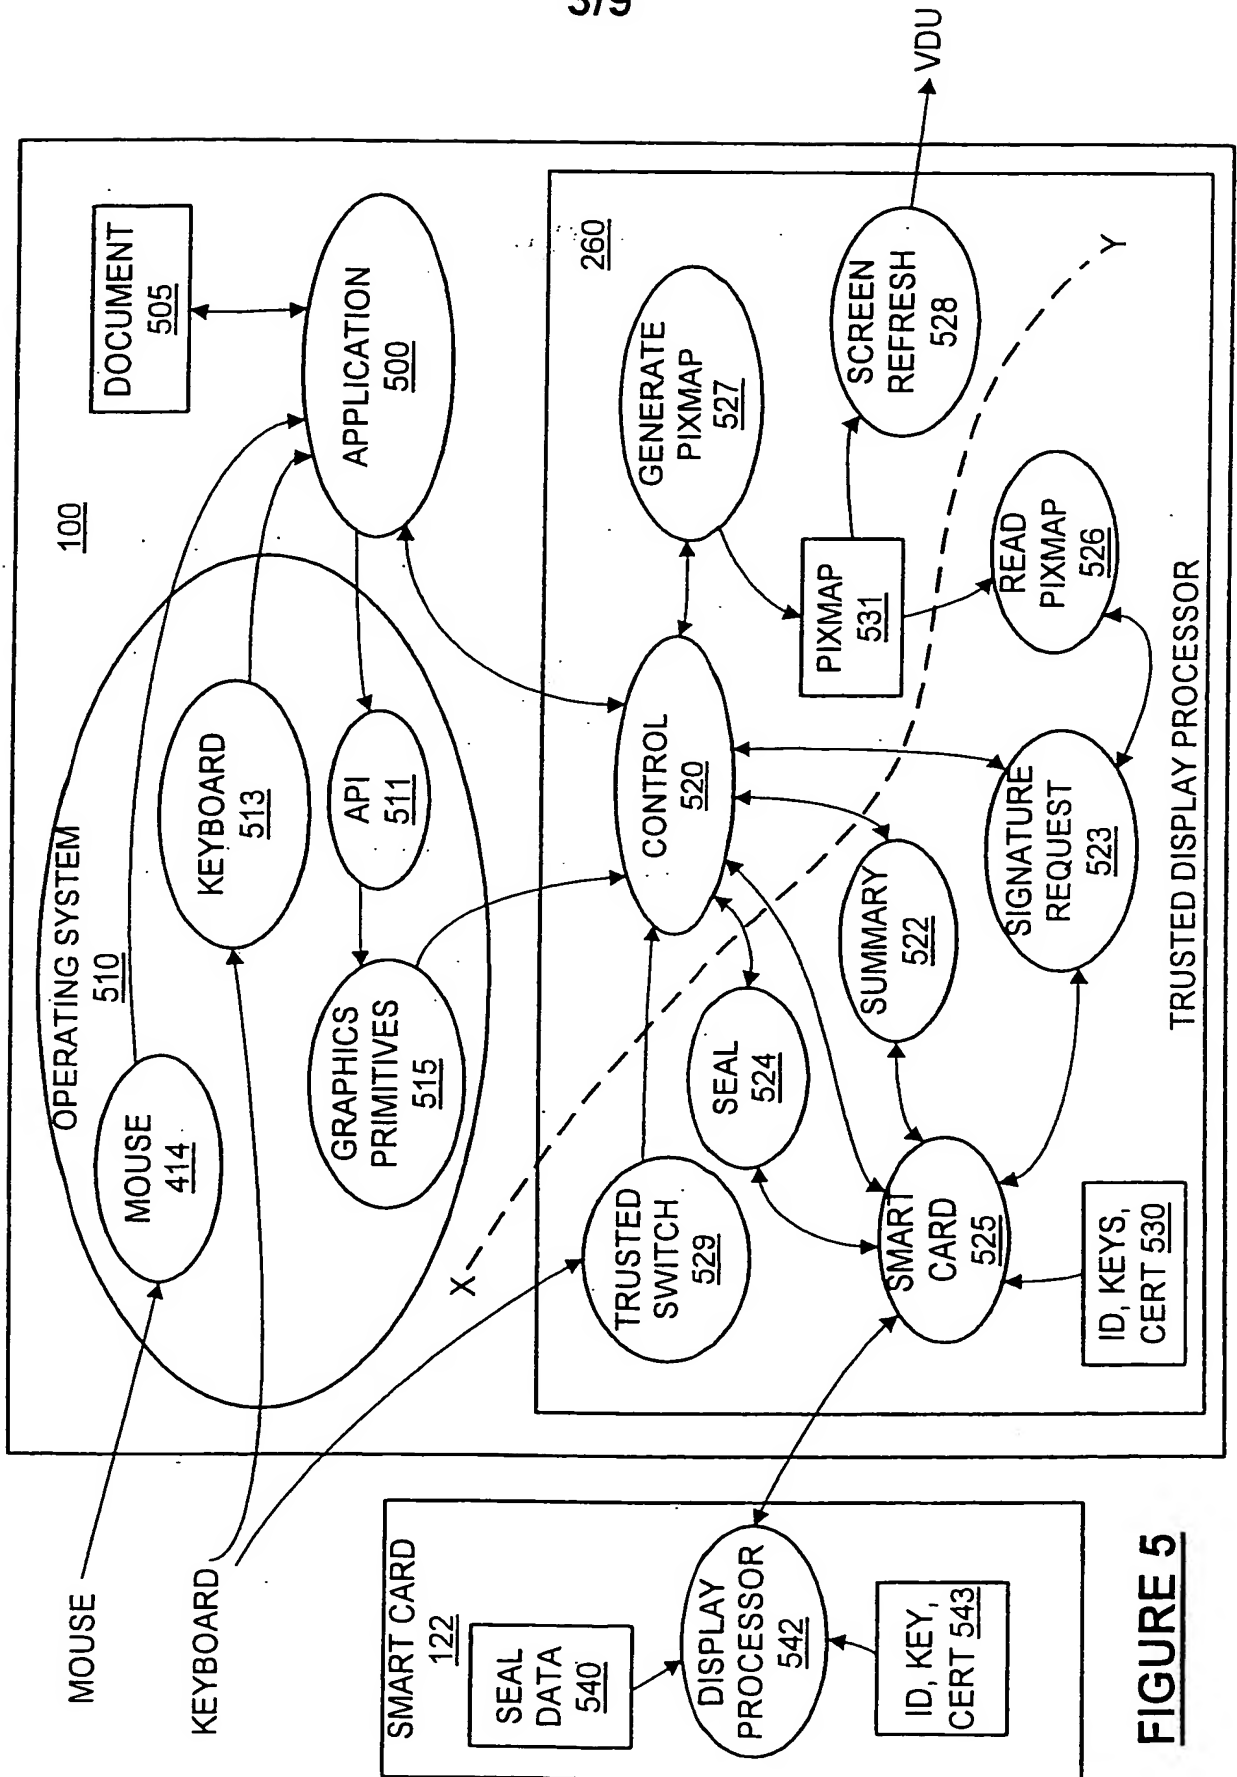 3/9
MOUSE
KEYBOARD
100
OPERATING SYSTEM
510
MOUSE
414
KEYBOARD
513
API
511
GRAPHICS
PRIMITIVES
515
DOCUMENT
505
APPLICATION
500
X
Y
260
TRUSTED
SWITCH
529
CONTROL
520
GENERATE
PIXMAP
527
SEAL
524
PIXMAP
531
SCREEN
REFRESH
528
VDU
SUMMARY
522
SMART
CARD
525
SIGNATURE
REQUEST
523
READ
PIXMAP
526
ID, KEYS,
CERT 530
TRUSTED DISPLAY PROCESSOR
SMART CARD
122
SEAL
DATA
540
DISPLAY
PROCESSOR
542
ID, KEY,
CERT 543
FIGURE 5